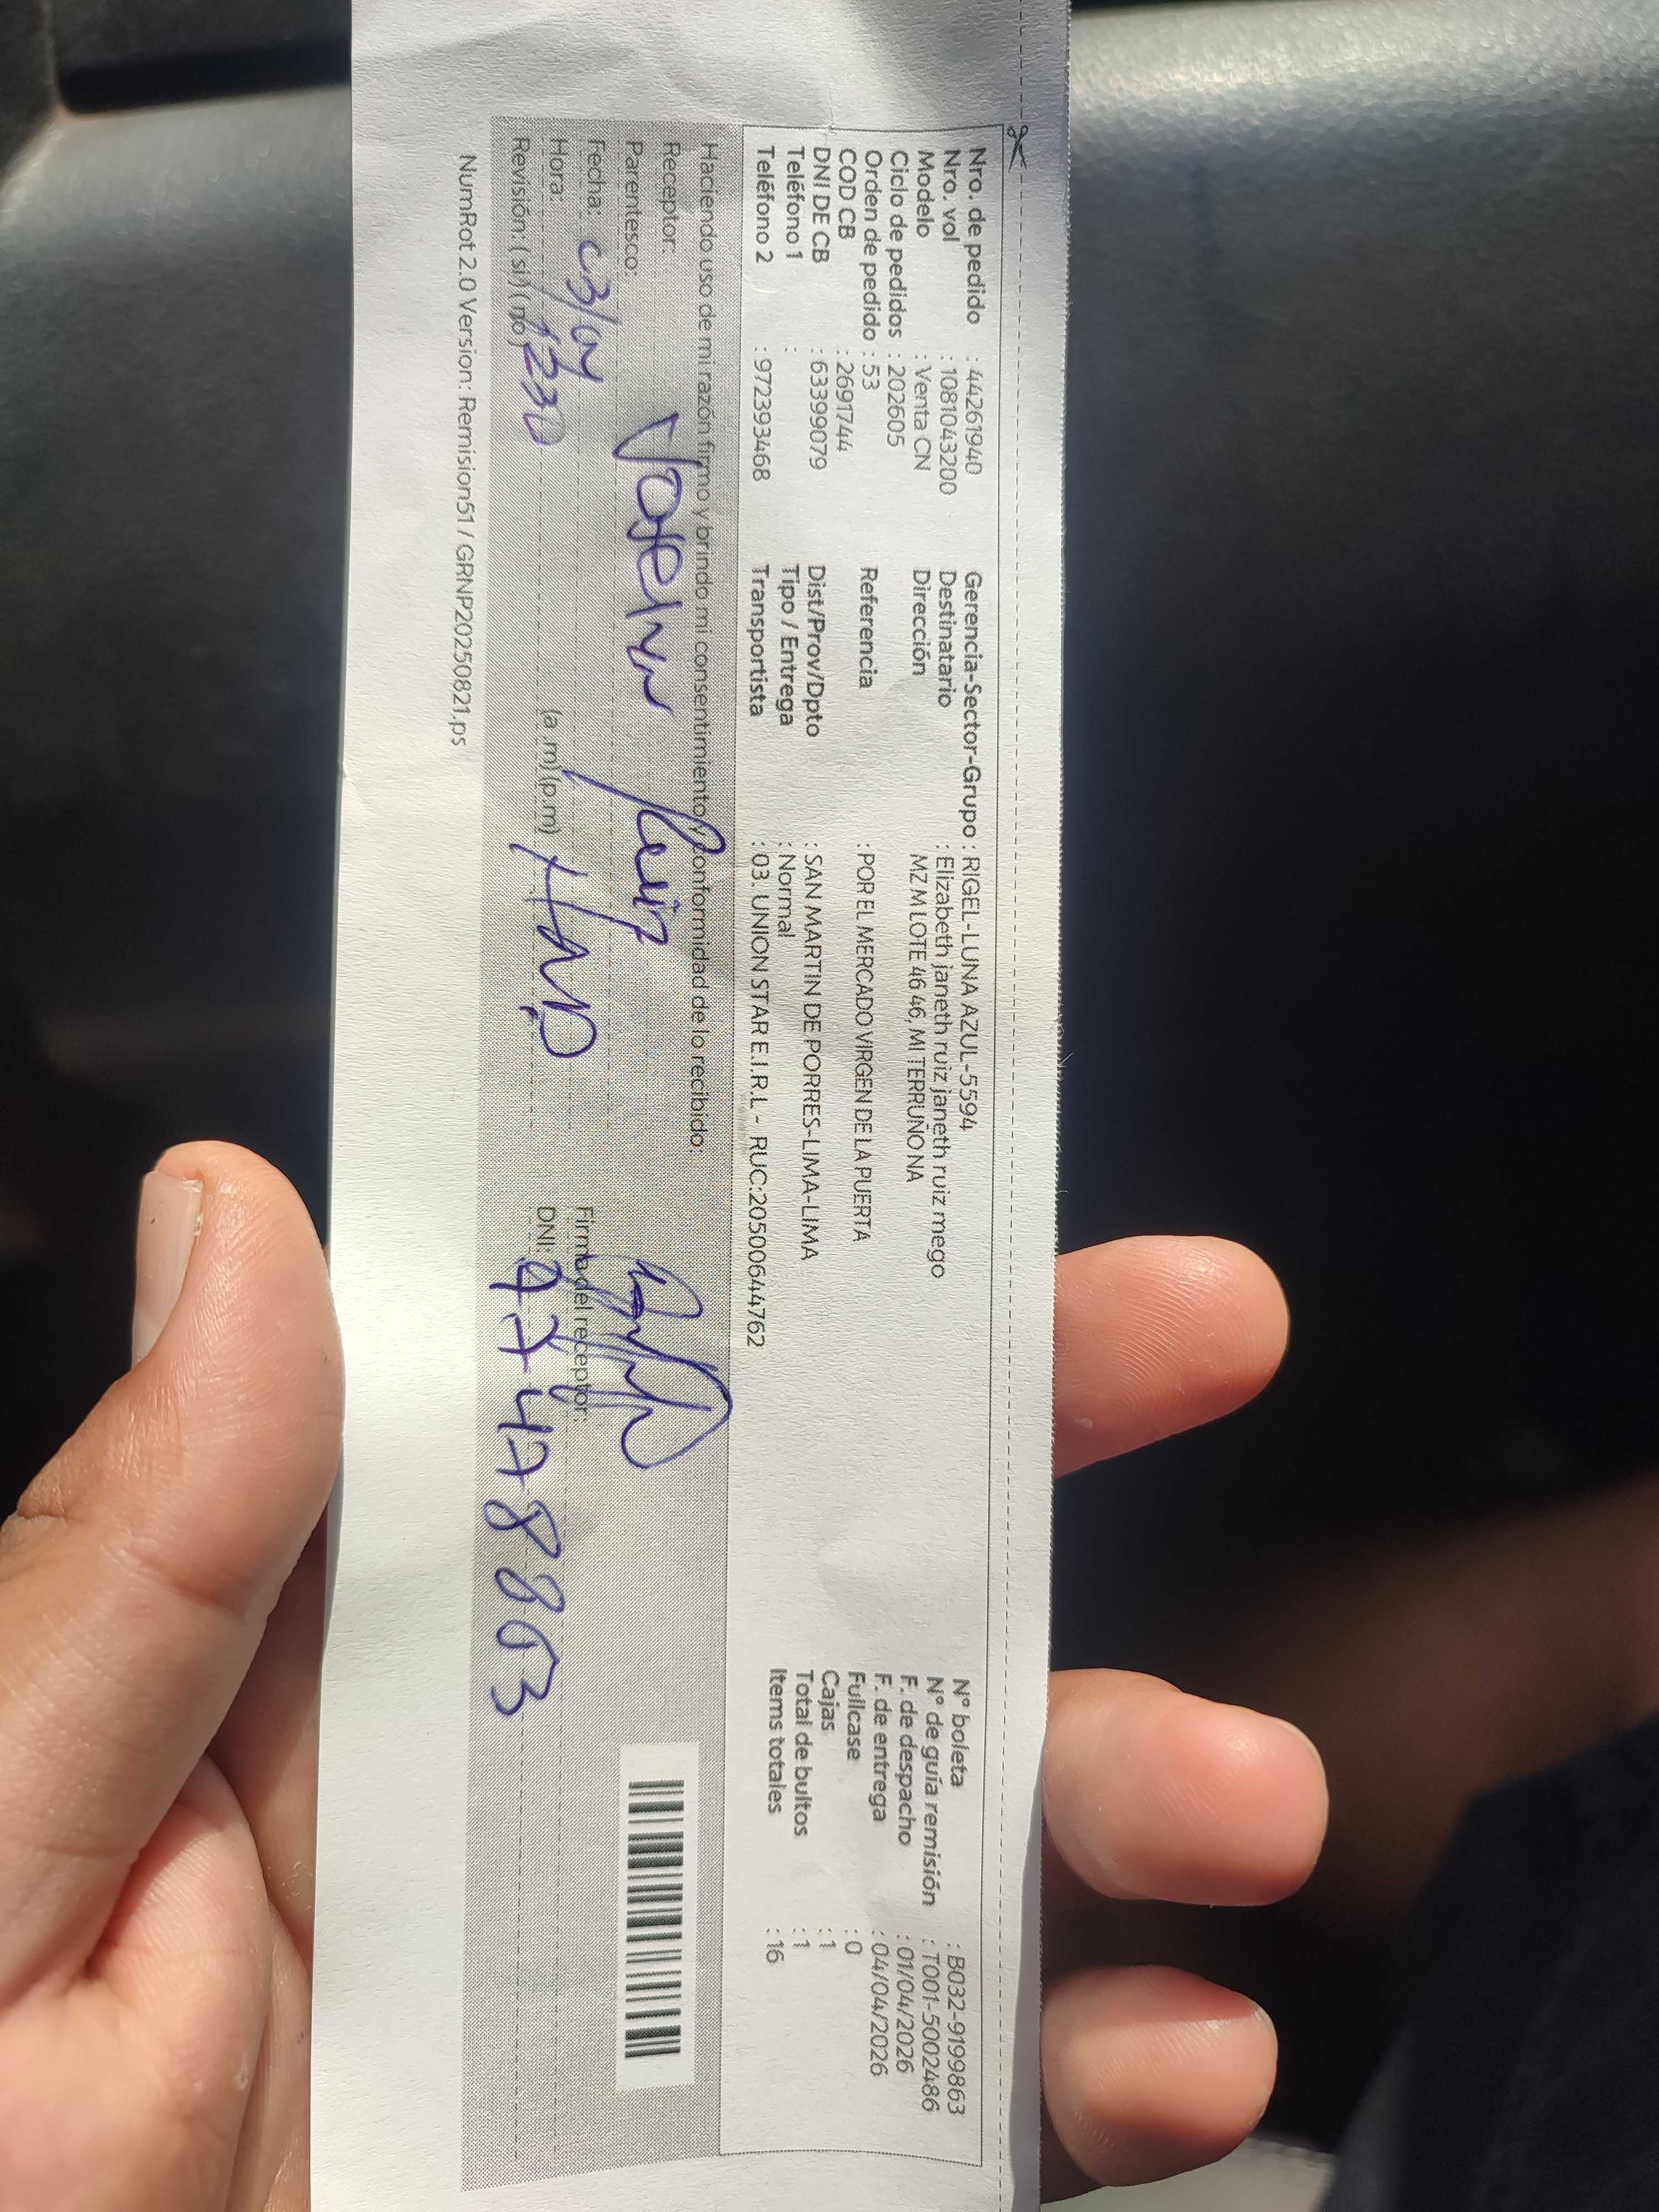 Nro. de pedido : 44261940
Nro. vol : 1081043200
Modelo : Venta CN
Ciclo de pedidos : 202605
Orden de pedido : 53
COD CB : 2691744
DNI DE CB : 63399079
Teléfono 1 :
Teléfono 2 : 972393468
Gerencia-Sector-Grupo : RIGEL-LUNA AZUL-5594
Destinatario : Elizabeth janeth ruiz janeth ruiz mego
Dirección MZ M LOTE 46 46, MI TERRUÑO NA
Referencia : POR EL MERCADO VIRGEN DE LA PUERTA
Dist/Prov/Dpto : SAN MARTIN DE PORRES-LIMA-LIMA
Tipo / Entrega : Normal
Transportista : 03. UNION STAR E.I.R.L - RUC:20500644762
N° boleta : B032-9199863
N° de guía remisión : T001-5002486
F. de despacho : 01/04/2026
F. de entrega : 04/04/2026
Fullcase : 0
Cajas : 1
Total de bultos : 1
Items totales : 16
Haciendo uso de mi razón firmo y brindo mi consentimiento y conformidad de lo recibido:
Receptor:
Parentesco: Ruiz
Fecha: 03/04
Hora: 1230 (a.m) (p.m)
Revisión: (si) (no)
Firma del receptor:
DNI: 77478803
NumRot 2.0 Version: Remision51 / GRNP20250821.ps